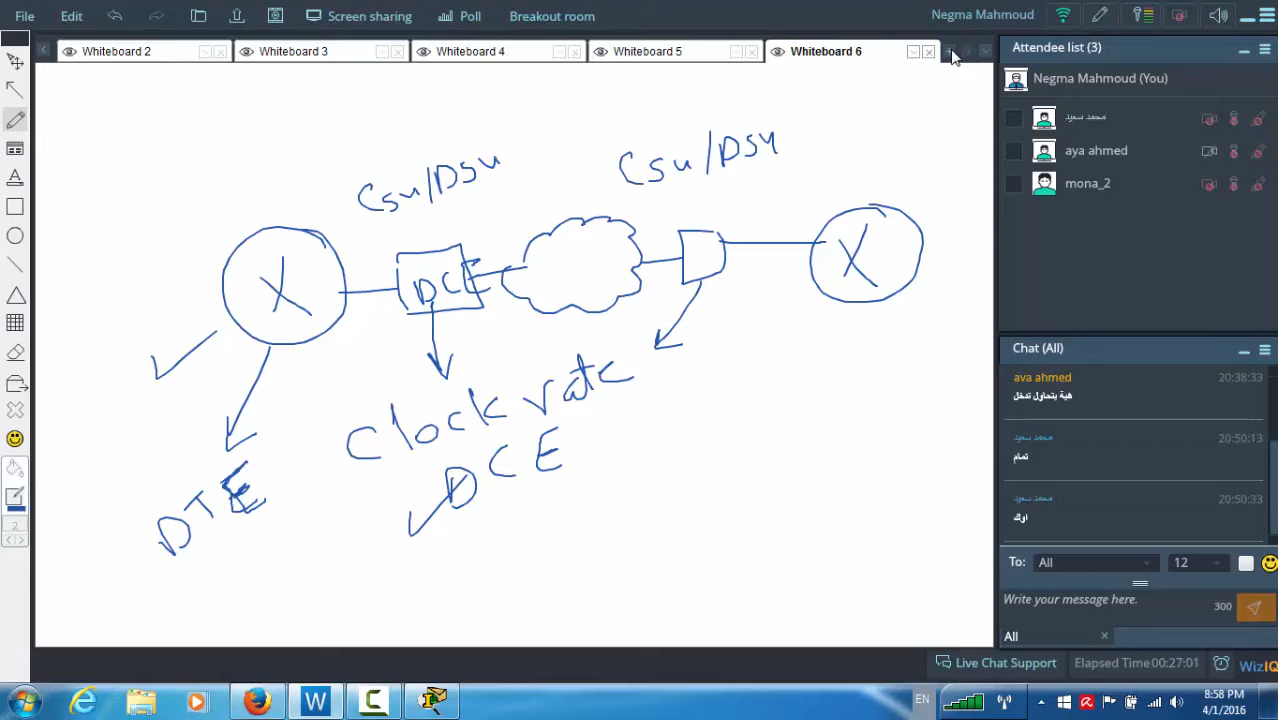 File Edit Screen sharing Poll Breakout room Negma Mahmoud
Whiteboard 2 Whiteboard 3 Whiteboard 4 Whiteboard 5 Whiteboard 6
Attendee list (3)
Negma Mahmoud (You)
محمد سعيد
aya ahmed
mona_2
Csu/Dsu
Csu/Dsu
X
DCE
X
Clock rate
DCE
DTE
Chat (All)
aya ahmed 20:38:33
هية بتحاول تدخل
محمد سعيد 20:50:13
تمام
محمد سعيد 20:50:33
اوك
To: All 12
Write your message here. 300
All
2
Live Chat Support Elapsed Time 00:27:01 WizIQ
EN 8:58 PM
4/1/2016